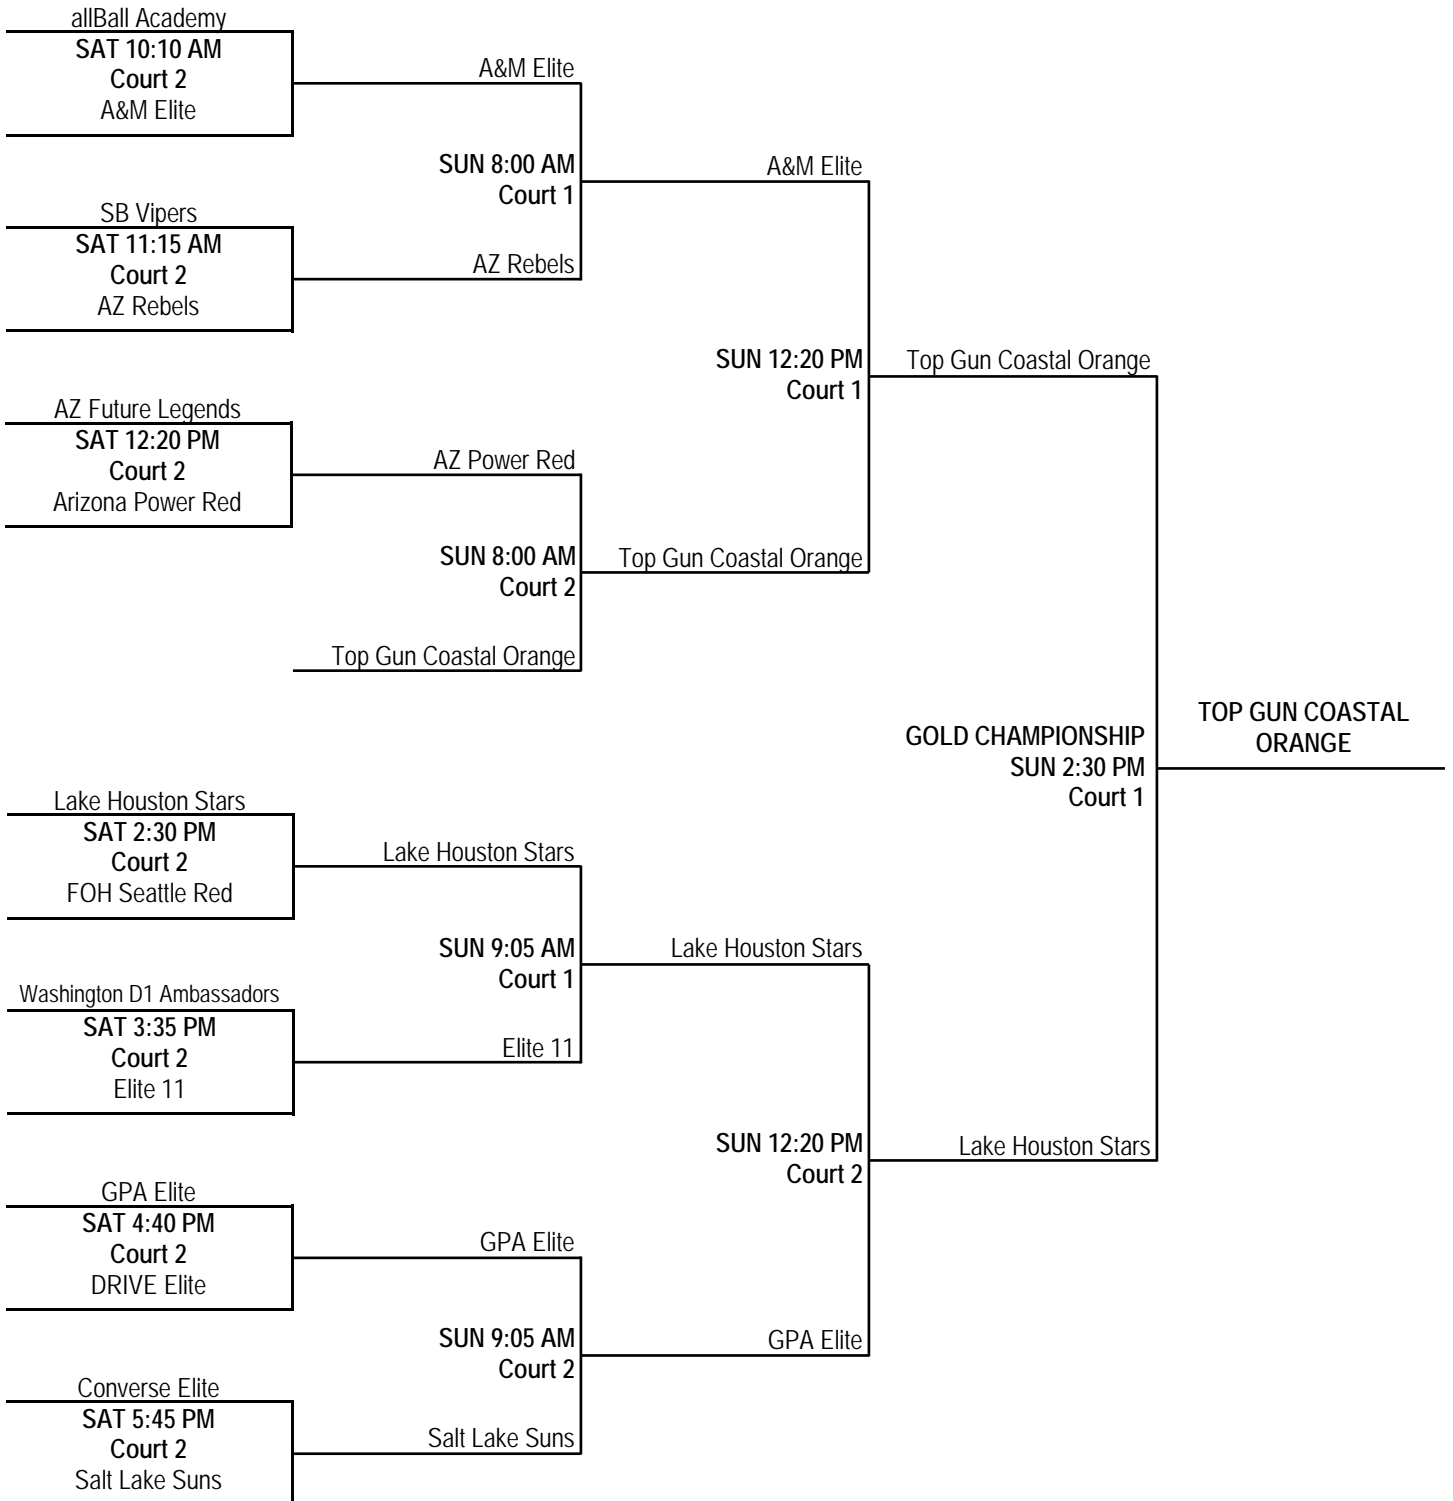 allBall Academy
SAT 10:10 AM
Court 2
A&M Elite
A&M Elite
SUN 8:00 AM
Court 1
A&M Elite
SB Vipers
SAT 11:15 AM
Court 2
AZ Rebels
AZ Rebels
SUN 12:20 PM
Court 1
Top Gun Coastal Orange
AZ Future Legends
SAT 12:20 PM
Court 2
Arizona Power Red
AZ Power Red
SUN 8:00 AM
Court 2
Top Gun Coastal Orange
Top Gun Coastal Orange
GOLD CHAMPIONSHIP
SUN 2:30 PM
Court 1
TOP GUN COASTAL
ORANGE
Lake Houston Stars
SAT 2:30 PM
Court 2
FOH Seattle Red
Lake Houston Stars
SUN 9:05 AM
Court 1
Lake Houston Stars
Washington D1 Ambassadors
SAT 3:35 PM
Court 2
Elite 11
Elite 11
SUN 12:20 PM
Court 2
Lake Houston Stars
GPA Elite
SAT 4:40 PM
Court 2
DRIVE Elite
GPA Elite
SUN 9:05 AM
Court 2
GPA Elite
Converse Elite
SAT 5:45 PM
Court 2
Salt Lake Suns
Salt Lake Suns